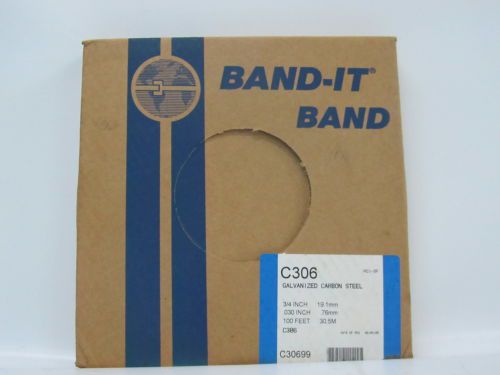 BAND-IT®
BAND
C306
GALVANIZED CARBON STEEL
3/4 INCH 19.1mm
.030 INCH .76mm
100 FEET 30.5M
C306
C30699